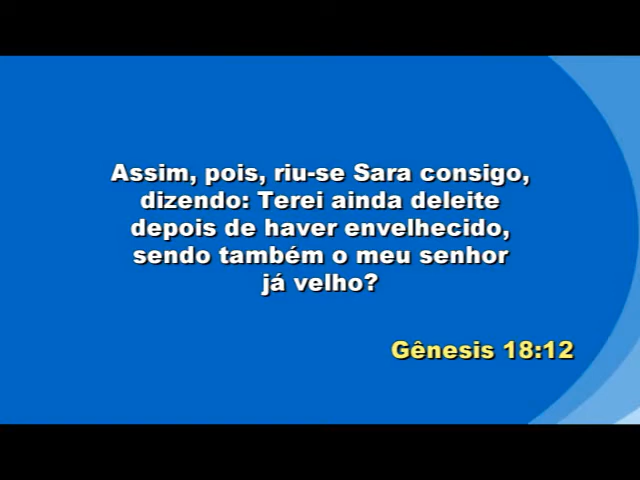 Assim, pois, riu-se Sara consigo,
dizendo: Terei ainda deleite
depois de haver envelhecido,
sendo também o meu senhor
já velho?
Gênesis 18:12